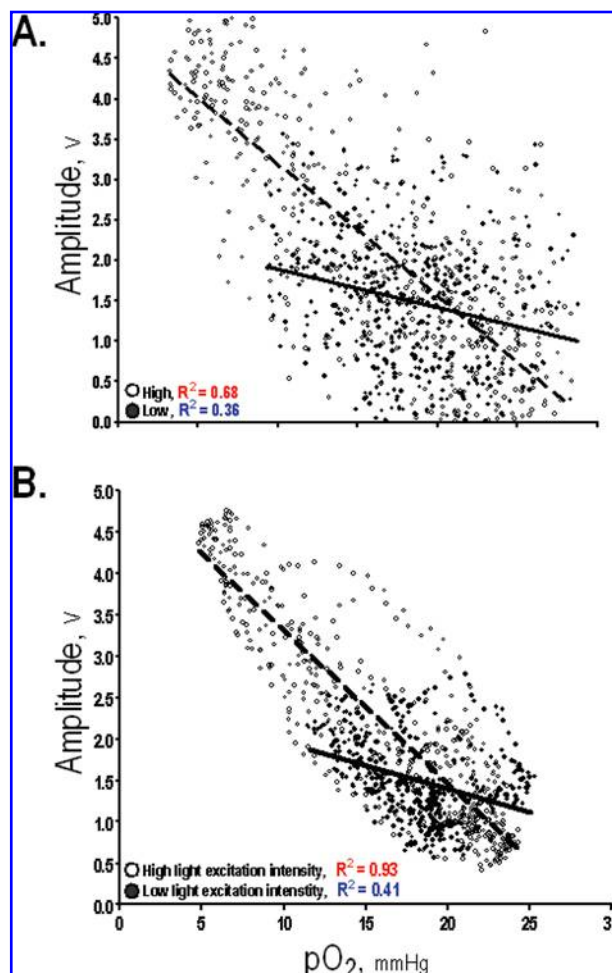 A.
5.0
4.5
4.0
3.5
3.0
2.5
2.0
1.5
1.0
0.5
0.0
Amplitude, v
High, R² = 0.68
Low, R² = 0.36
B.
5.0
4.5
4.0
3.5
3.0
2.5
2.0
1.5
1.0
0.5
0.0
Amplitude, v
High light excitation intensity, R² = 0.93
Low light excitation intenstity, R² = 0.41
0 5 10 15 20 25 3
pO₂, mmHg